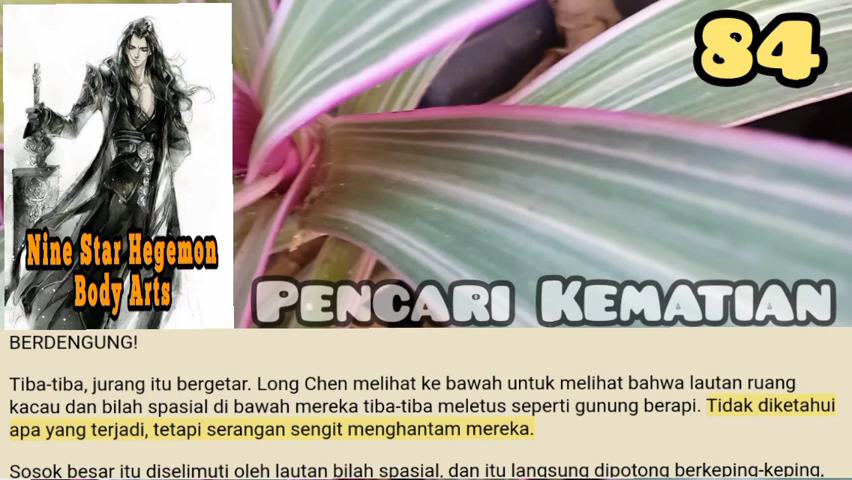 84
Nine Star Hegemon
Body Arts
PENCARI KEMATIAN
BERDENGUNG!
Tiba-tiba, jurang itu bergetar. Long Chen melihat ke bawah untuk melihat bahwa lautan ruang
kacau dan bilah spasial di bawah mereka tiba-tiba meletus seperti gunung berapi. Tidak diketahui
apa yang terjadi, tetapi serangan sengit menghantam mereka.
Sosok besar itu diselimuti oleh lautan bilah spasial, dan itu langsung dipotong berkeping-keping,